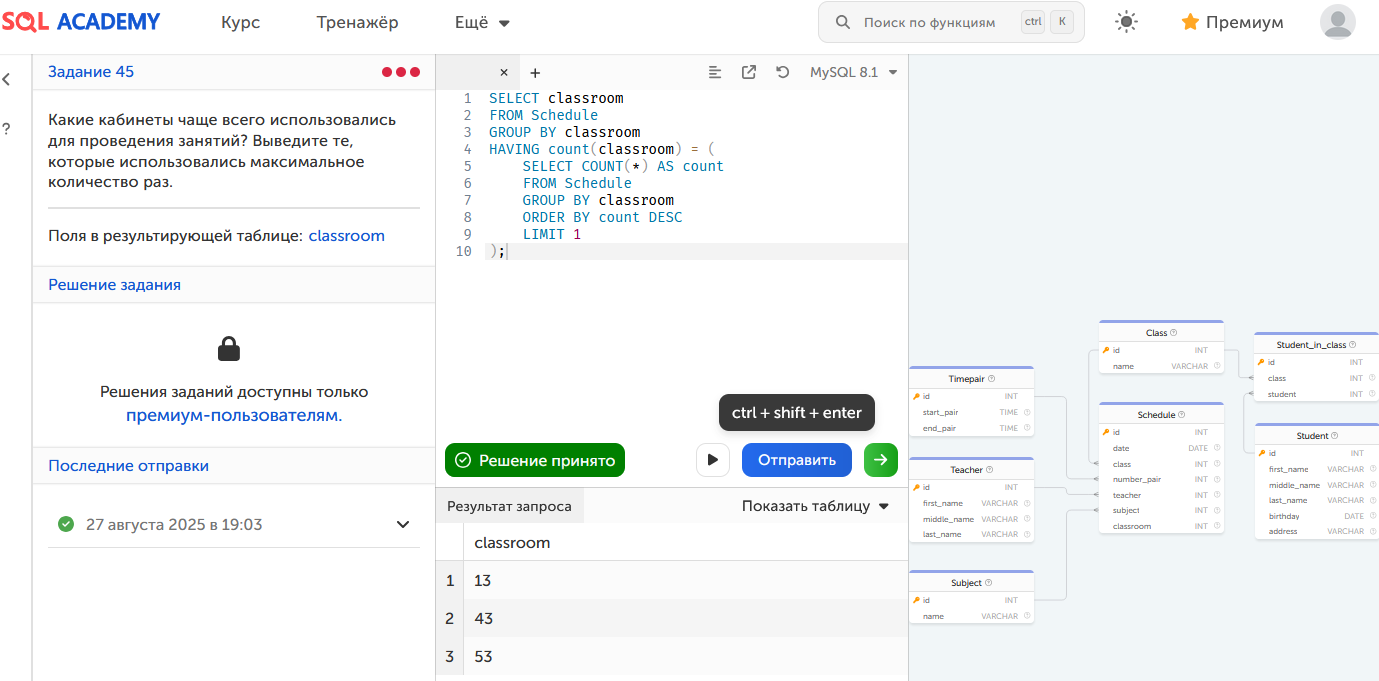 SQL ACADEMY
Курс
Тренажёр
Ещё
Поиск по функциям
ctrl
K
Премиум
Задание 45
Какие кабинеты чаще всего использовались
для проведения занятий? Выведите те,
которые использовались максимальное
количество раз.
Поля в результирующей таблице: classroom
Решение задания
Решения заданий доступны только
премиум-пользователям.
Последние отправки
27 августа 2025 в 19:03
?
× +
MySQL 8.1
1 SELECT classroom
2 FROM Schedule
3 GROUP BY classroom
4 HAVING count(classroom) = (
5 SELECT COUNT(*) AS count
6 FROM Schedule
7 GROUP BY classroom
8 ORDER BY count DESC
9 LIMIT 1
10 );
ctrl + shift + enter
Решение принято
Отправить
Результат запроса
Показать таблицу
classroom
1 13
2 43
3 53
Timepair
id INT
start_pair TIME
end_pair TIME
Teacher
id INT
first_name VARCHAR
middle_name VARCHAR
last_name VARCHAR
Subject
id INT
name VARCHAR
Class
id INT
name VARCHAR
Schedule
id INT
date DATE
class INT
number_pair INT
teacher INT
subject INT
classroom INT
Student_in_class
id INT
class INT
student INT
Student
id INT
first_name VARCHAR
middle_name VARCHAR
last_name VARCHAR
birthday DATE
address VARCHAR